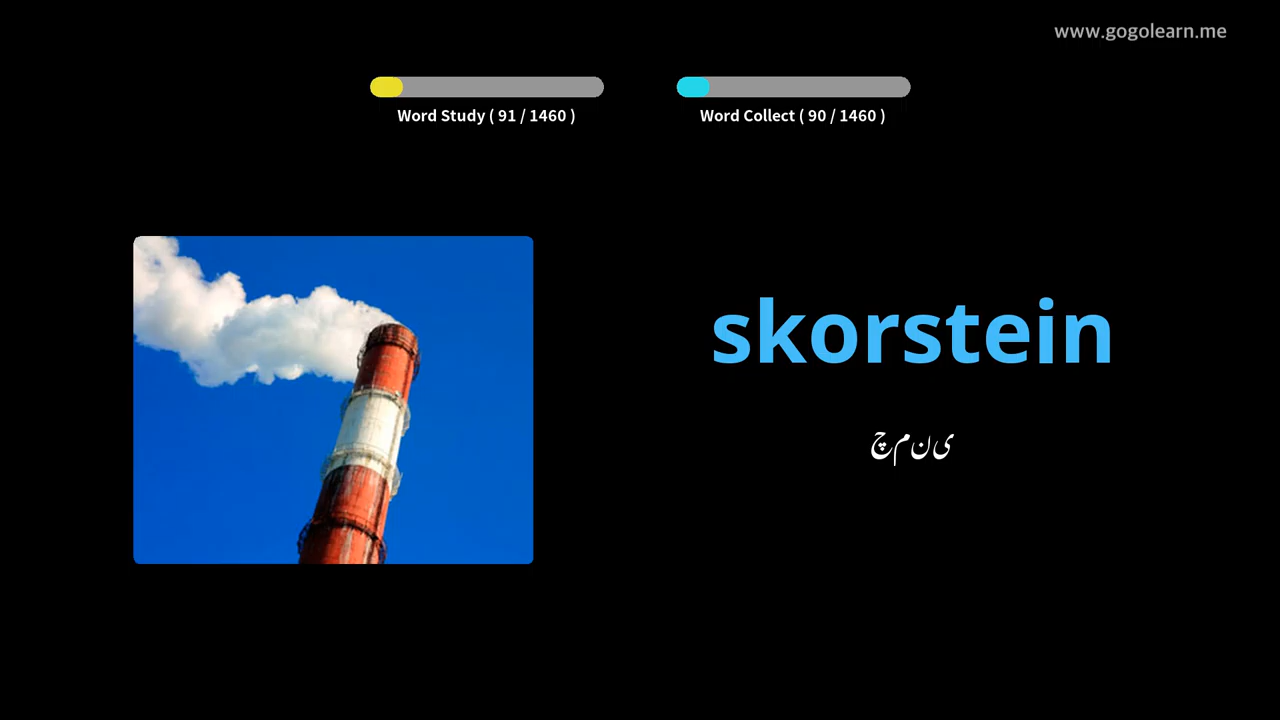 www.gogolearn.me
Word Study ( 91 / 1460 )
Word Collect ( 90 / 1460 )
skorstein
چمنی